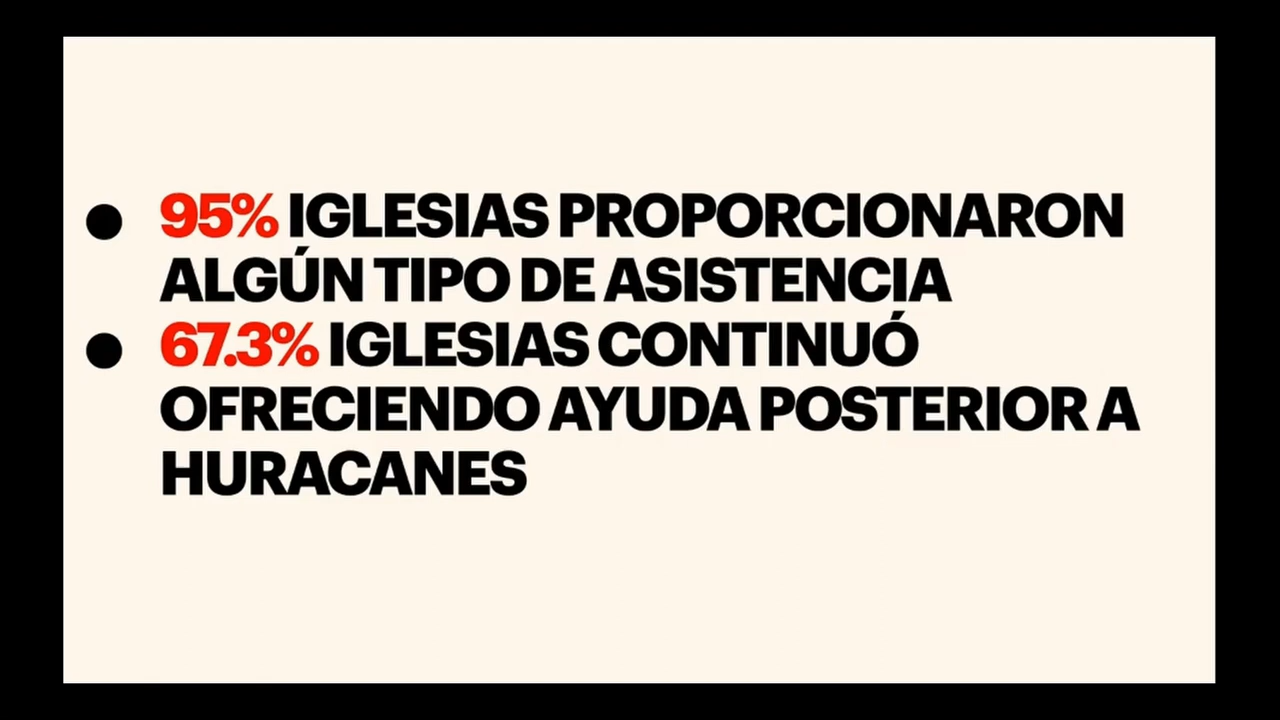 ● 95% IGLESIAS PROPORCIONARON
ALGÚN TIPO DE ASISTENCIA
● 67.3% IGLESIAS CONTINUÓ
OFRECIENDO AYUDA POSTERIOR A
HURACANES